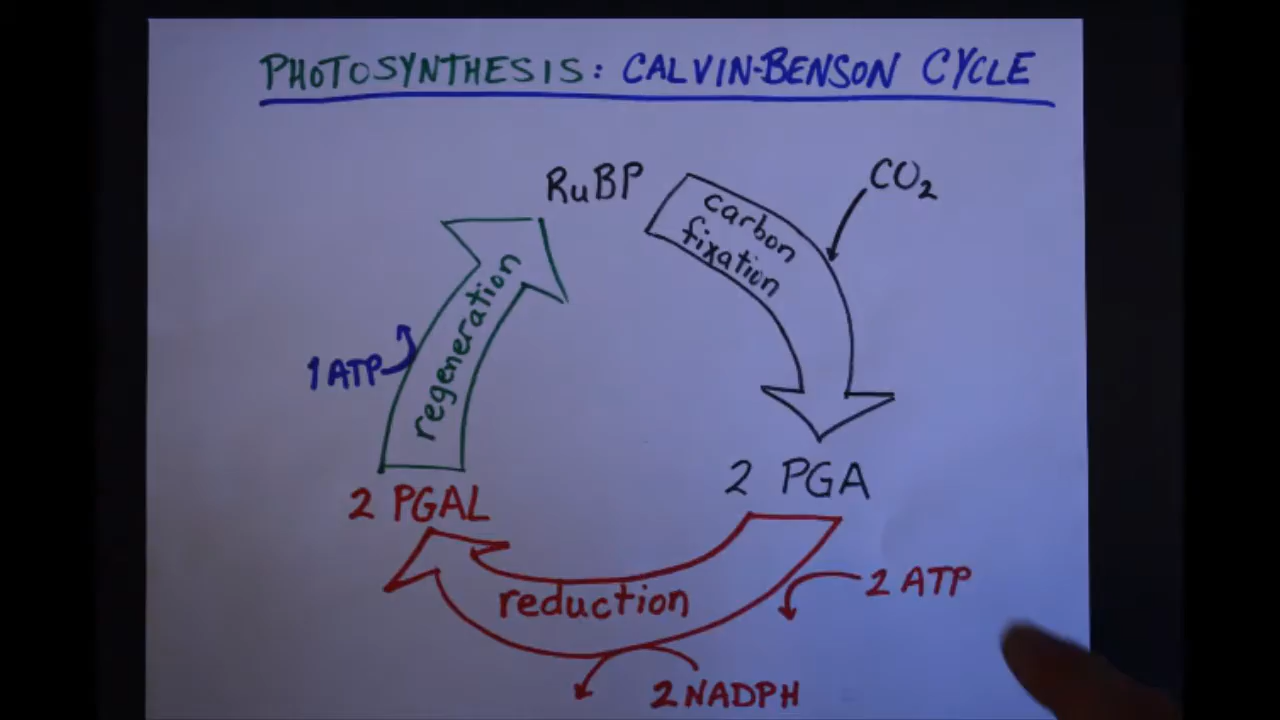 PHOTOSYNTHESIS: CALVIN-BENSON CYCLE
RuBP
CO₂
carbon
fixation
regeneration
1 ATP
2 PGAL
2 PGA
reduction
2 ATP
2 NADPH